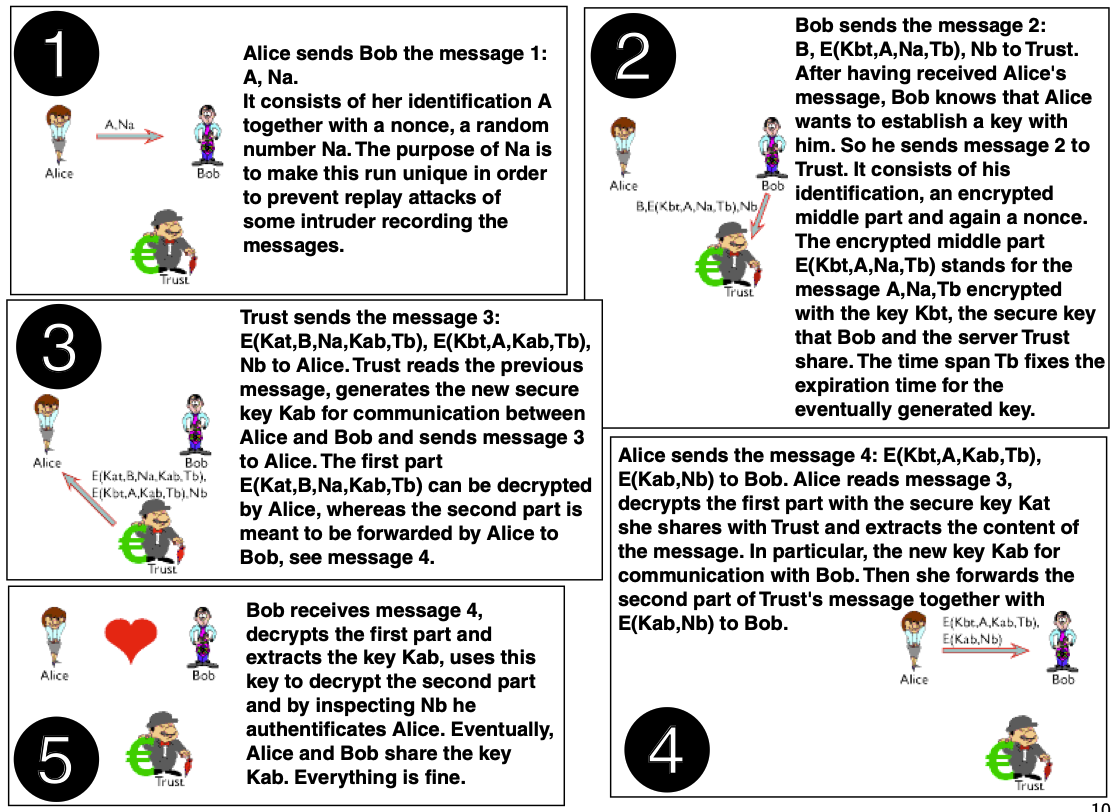 1
Alice sends Bob the message 1:
A, Na.
It consists of her identification A
together with a nonce, a random
number Na. The purpose of Na is
to make this run unique in order
to prevent replay attacks of
some intruder recording the
messages.
A,Na
Alice
Bob
€
Trust
2
Bob sends the message 2:
B, E(Kbt,A,Na,Tb), Nb to Trust.
After having received Alice's
message, Bob knows that Alice
wants to establish a key with
him. So he sends message 2 to
Trust. It consists of his
identification, an encrypted
middle part and again a nonce.
The encrypted middle part
E(Kbt,A,Na,Tb) stands for the
message A,Na,Tb encrypted
with the key Kbt, the secure key
that Bob and the server Trust
share. The time span Tb fixes the
expiration time for the
eventually generated key.
Alice
Bob
B,E(Kbt,A,Na,Tb),Nb
€
Trust
3
Trust sends the message 3:
E(Kat,B,Na,Kab,Tb), E(Kbt,A,Kab,Tb),
Nb to Alice. Trust reads the previous
message, generates the new secure
key Kab for communication between
Alice and Bob and sends message 3
to Alice. The first part
E(Kat,B,Na,Kab,Tb) can be decrypted
by Alice, whereas the second part is
meant to be forwarded by Alice to
Bob, see message 4.
Alice
Bob
E(Kat,B,Na,Kab,Tb),
E(Kbt,A,Kab,Tb),Nb
€
Trust
Alice sends the message 4: E(Kbt,A,Kab,Tb),
E(Kab,Nb) to Bob. Alice reads message 3,
decrypts the first part with the secure key Kat
she shares with Trust and extracts the content of
the message. In particular, the new key Kab for
communication with Bob. Then she forwards the
second part of Trust's message together with
E(Kab,Nb) to Bob.
E(Kbt,A,Kab,Tb),
E(Kab,Nb)
Alice
Bob
4
€
Trust
Bob receives message 4,
decrypts the first part and
extracts the key Kab, uses this
key to decrypt the second part
and by inspecting Nb he
authentificates Alice. Eventually,
Alice and Bob share the key
Kab. Everything is fine.
Alice
Bob
5
€
Trust
10